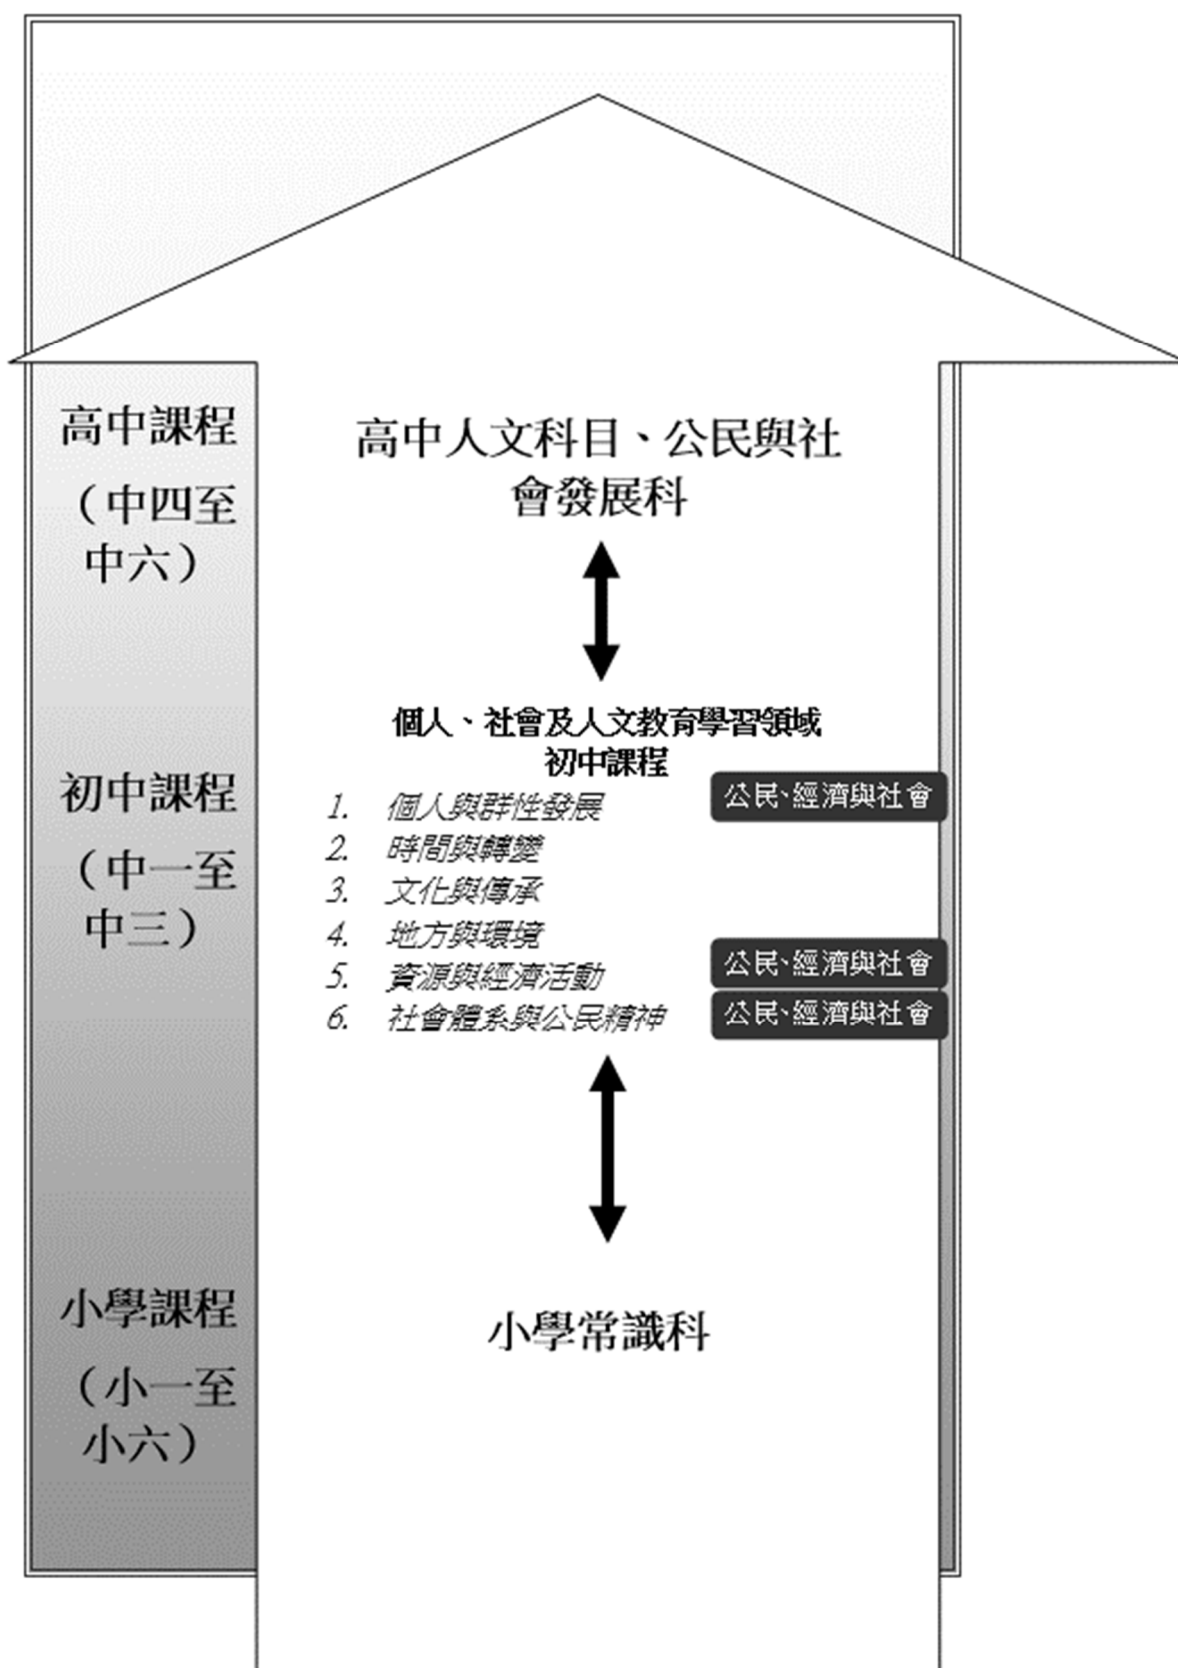 高中課程
（中四至
中六）
高中人文科目、公民與社
會發展科
個人、社會及人文教育學習領域
初中課程
初中課程
（中一至
中三）
1. 個人與群性發展
公民、經濟與社會
2. 時間與轉變
3. 文化與傳承
4. 地方與環境
5. 資源與經濟活動
公民、經濟與社會
6. 社會體系與公民精神
公民、經濟與社會
小學課程
（小一至
小六）
小學常識科